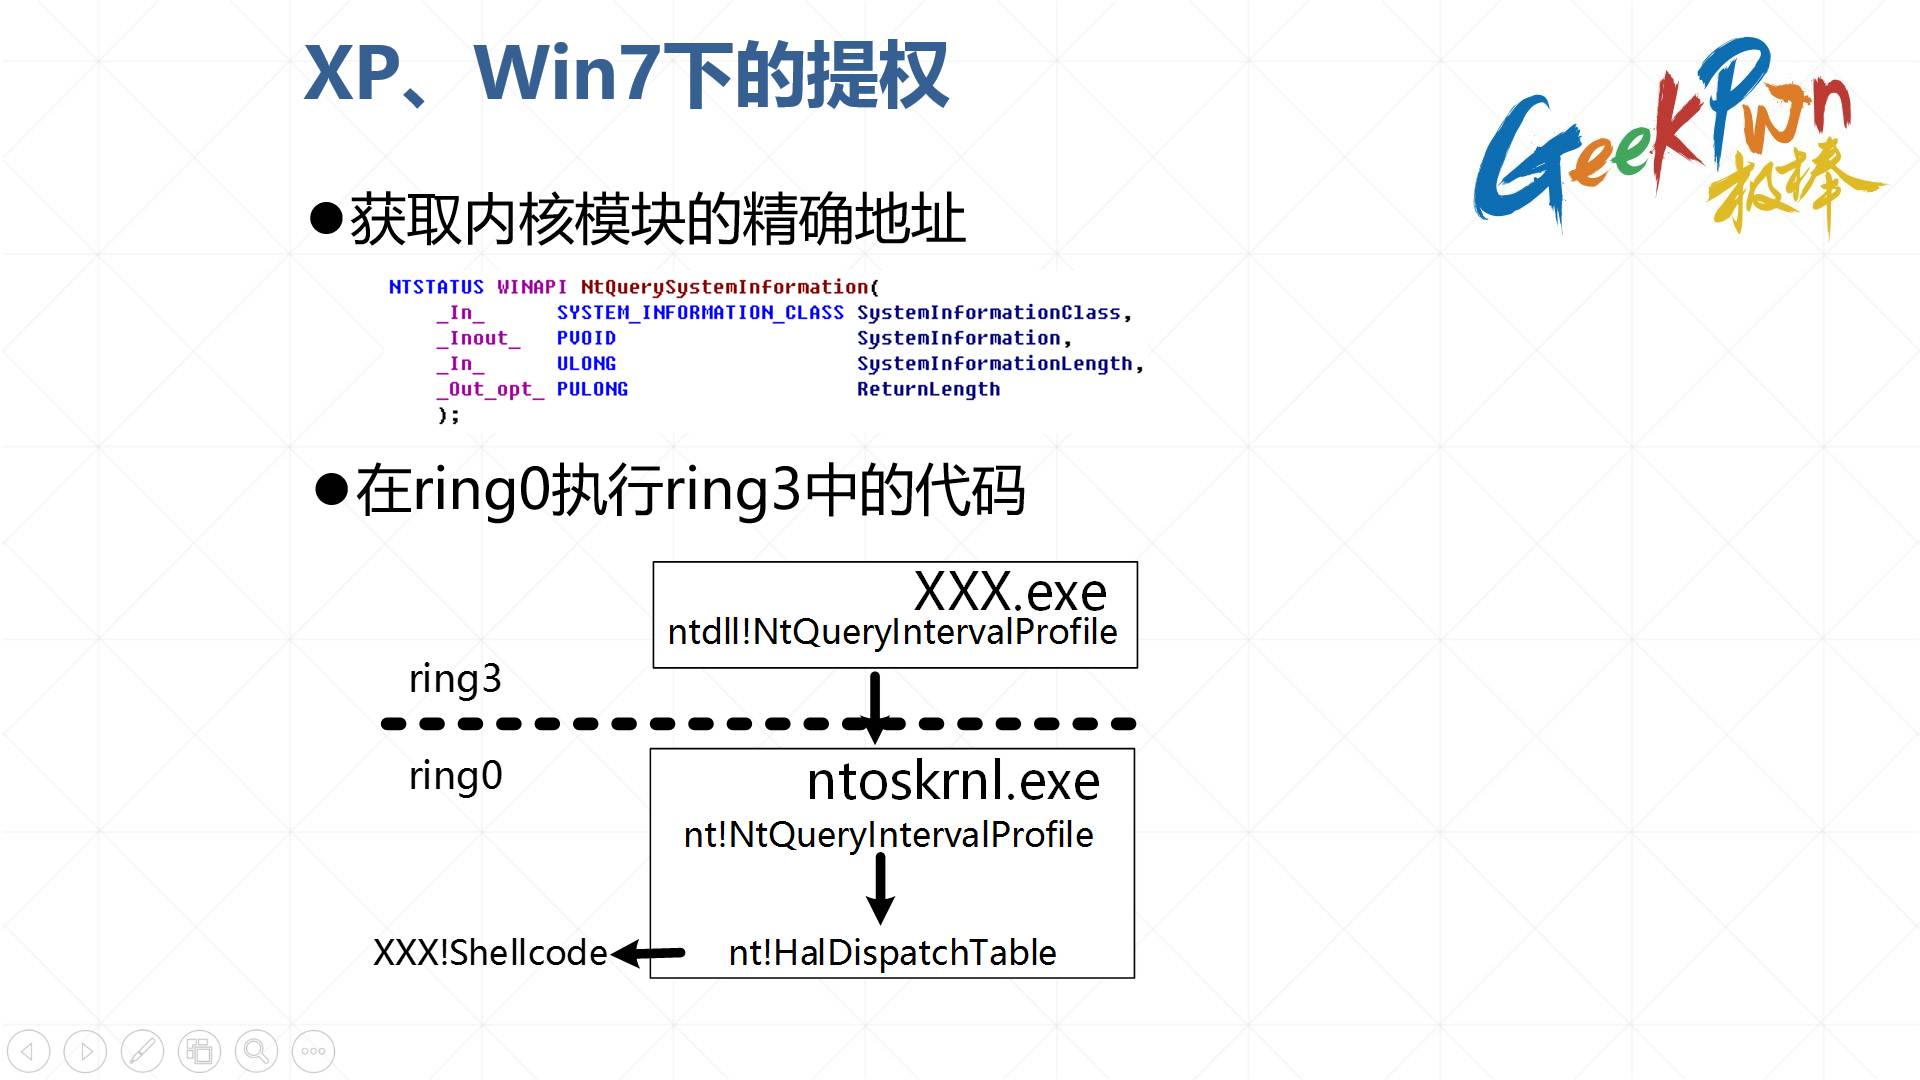 XP、Win7下的提权
GeekPwn
极棒
●获取内核模块的精确地址
NTSTATUS WINAPI NtQuerySystemInformation(
_In_ SYSTEM_INFORMATION_CLASS SystemInformationClass,
_Inout_ PVOID SystemInformation,
_In_ ULONG SystemInformationLength,
_Out_opt_ PULONG ReturnLength
);
●在ring0执行ring3中的代码
XXX.exe
ntdll!NtQueryIntervalProfile
ring3
ring0
ntoskrnl.exe
nt!NtQueryIntervalProfile
XXX!Shellcode
nt!HalDispatchTable